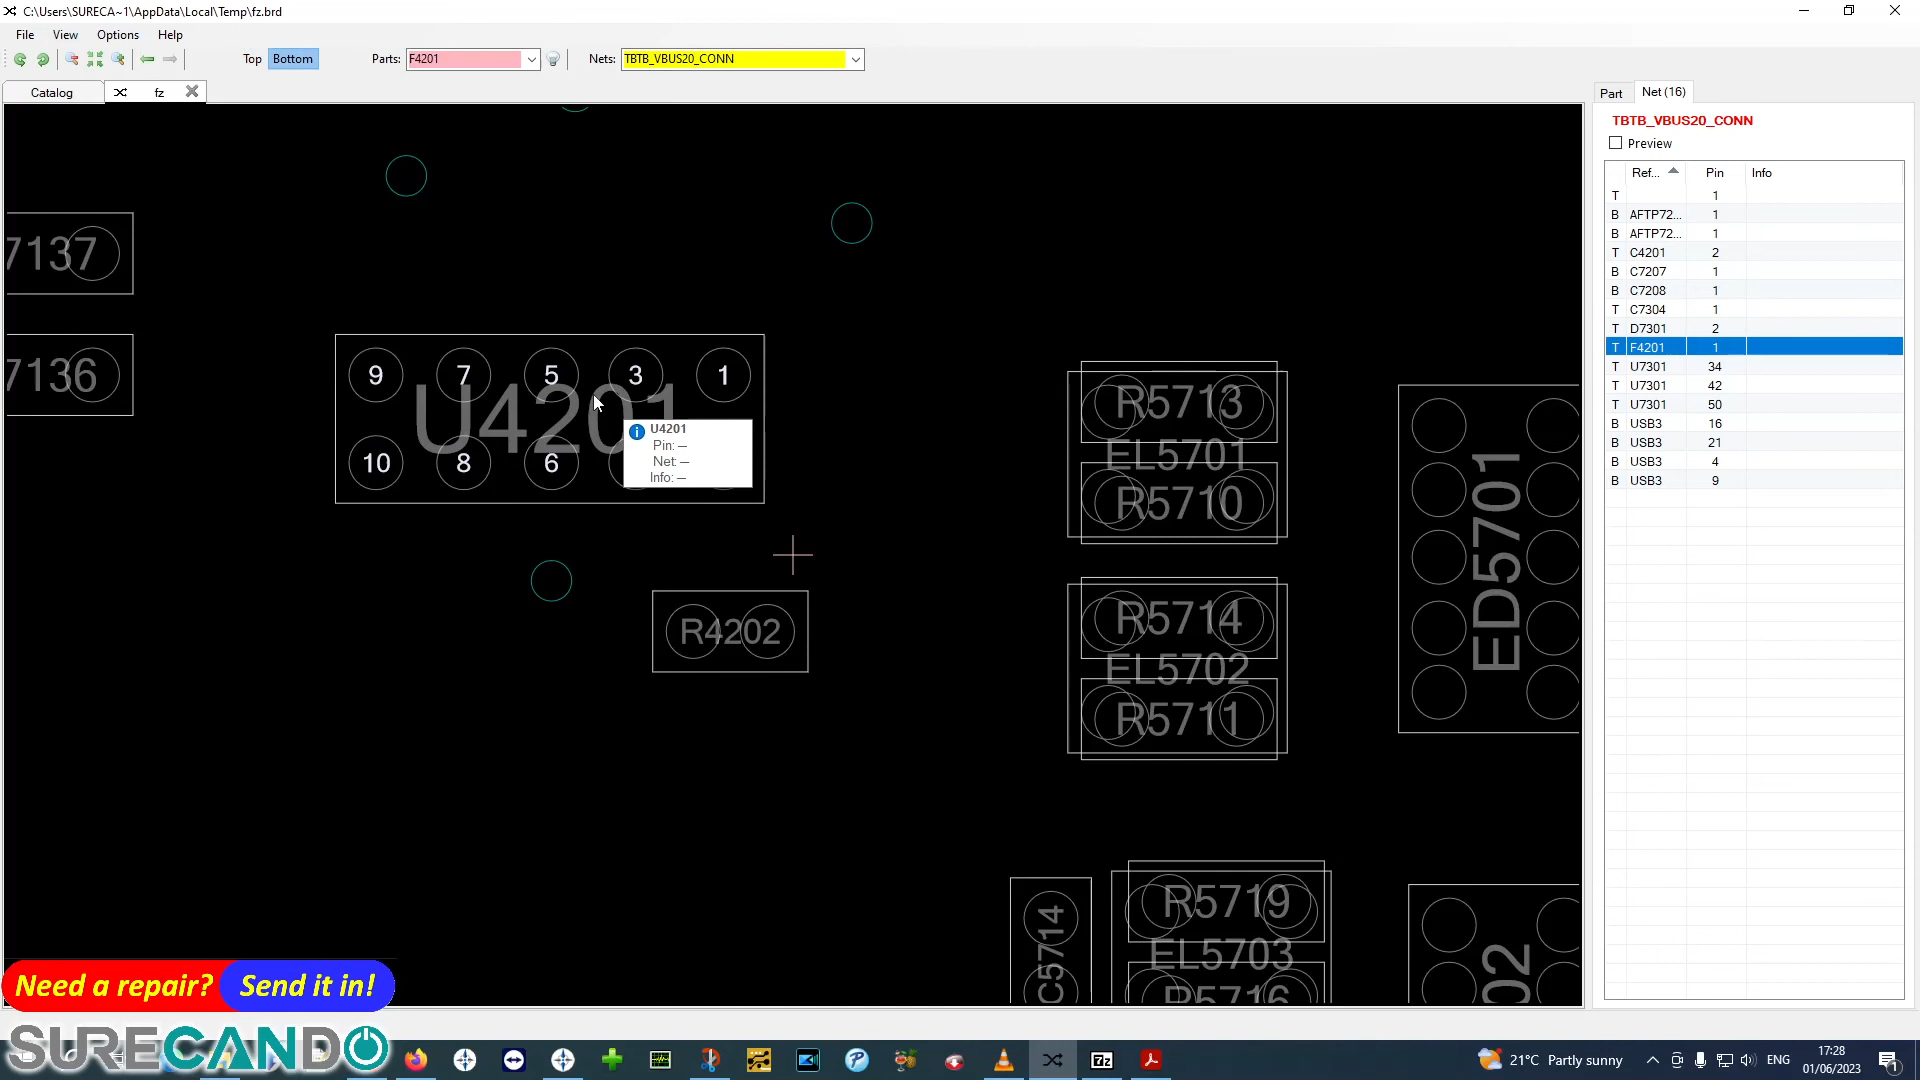 C:\Users\SURECA~1\AppData\Local\Temp\fz.brd
File View Options Help
Top Bottom Parts: F4201 Nets: TBTB_VBUS20_CONN
Catalog fz
Part Net (16)
TBTB_VBUS20_CONN
Preview
Ref... Pin Info
T 1
B AFTP72... 1
B AFTP72... 1
T C4201 2
B C7207 1
B C7208 1
T C7304 1
T D7301 2
T F4201 1
T U7301 34
T U7301 42
T U7301 50
B USB3 16
B USB3 21
B USB3 4
B USB3 9
7137
7136
9 7 5 3 1
U4201
10 8 6
U4201
Pin: –
Net: –
Info: –
R4202
R5713
EL5701
R5710
R5714
EL5702
R5711
ED5701
R5719
EL5703
R5716
C5714
02
Need a repair? Send it in!
SURECANDO
21°C Partly sunny
ENG
17:28
01/06/2023
1
7z